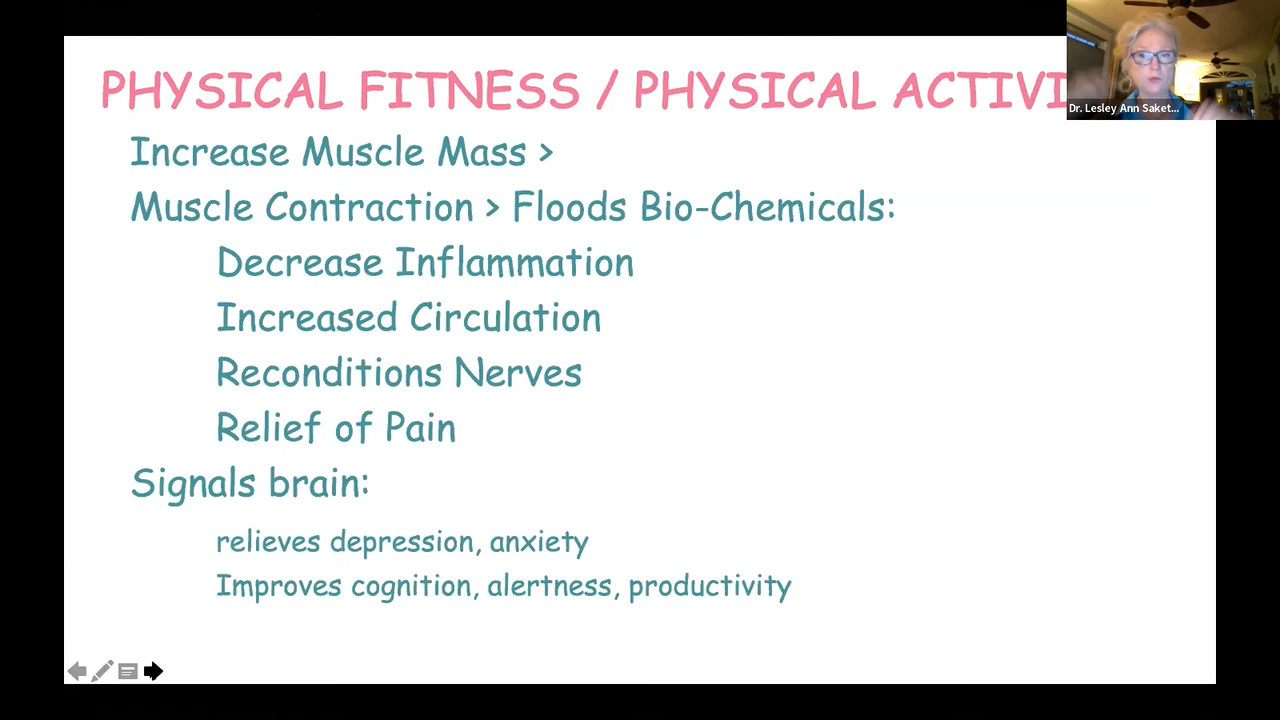 PHYSICAL FITNESS / PHYSICAL ACTIVI
Dr. Lesley Ann Saket...
Increase Muscle Mass >
Muscle Contraction > Floods Bio-Chemicals:
Decrease Inflammation
Increased Circulation
Reconditions Nerves
Relief of Pain
Signals brain:
relieves depression, anxiety
Improves cognition, alertness, productivity